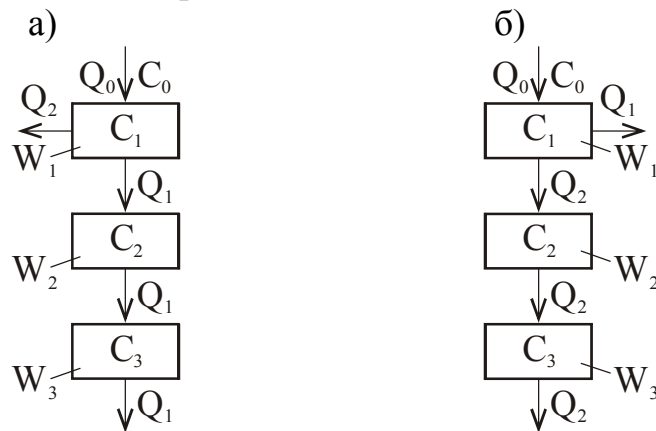 а)
Q₀ C₀
Q₂
C₁
W₁
Q₁
C₂
W₂
Q₁
C₃
W₃
Q₁
б)
Q₀ C₀
Q₁
C₁
W₁
Q₂
C₂
W₂
Q₂
C₃
W₃
Q₂